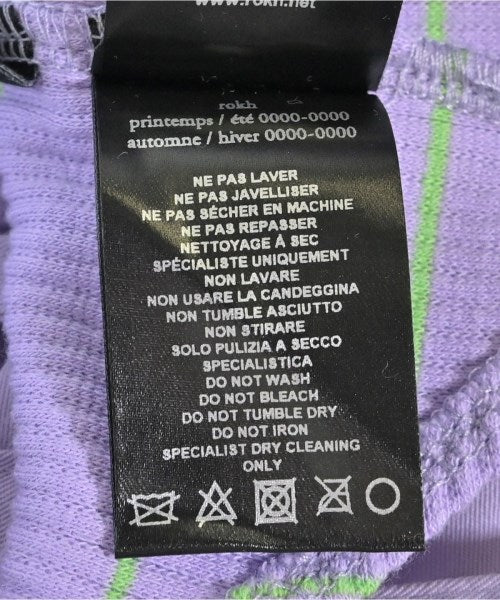 www.rokh.net
rokh
printemps / été 0000-0000
automne / hiver 0000-0000
NE PAS LAVER
NE PAS JAVELLISER
NE PAS SÉCHER EN MACHINE
NE PAS REPASSER
NETTOYAGE À SEC
SPÉCIALISTE UNIQUEMENT
NON LAVARE
NON USARE LA CANDEGGINA
NON TUMBLE ASCIUTTO
NON STIRARE
SOLO PULIZIA A SECCO
SPECIALISTICA
DO NOT WASH
DO NOT BLEACH
DO NOT TUMBLE DRY
DO NOT IRON
SPECIALIST DRY CLEANING
ONLY